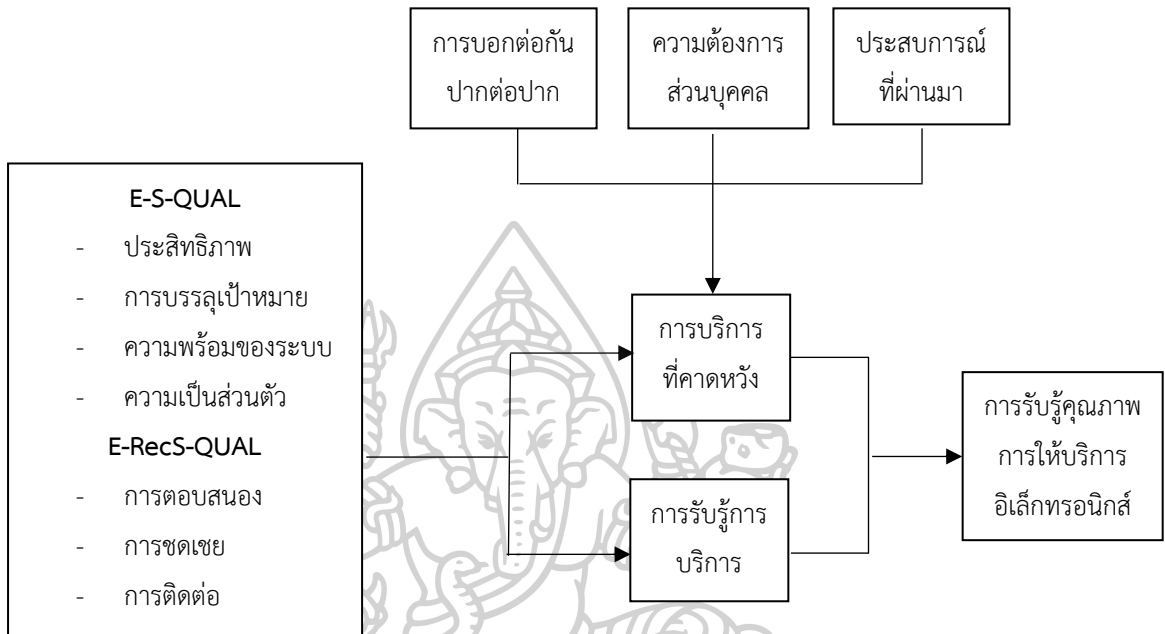 การบอกต่อกัน
ปากต่อปาก
ความต้องการ
ส่วนบุคคล
ประสบการณ์
ที่ผ่านมา
E-S-QUAL
- ประสิทธิภาพ
- การบรรลุเป้าหมาย
- ความพร้อมของระบบ
- ความเป็นส่วนตัว
E-RecS-QUAL
- การตอบสนอง
- การชดเชย
- การติดต่อ
การบริการ
ที่คาดหวัง
การรับรู้การ
บริการ
การรับรู้คุณภาพ
การให้บริการ
อิเล็กทรอนิกส์